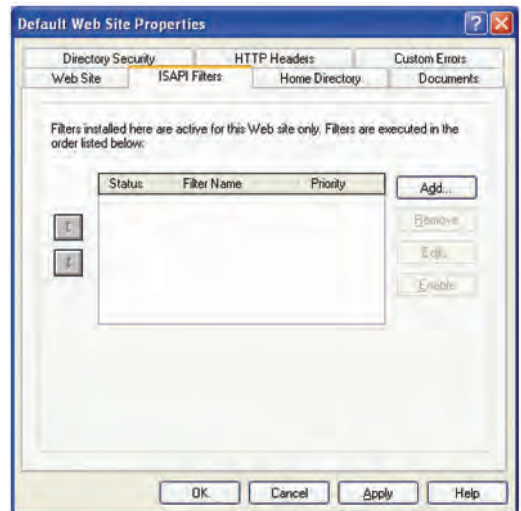 Default Web Site Properties
Directory Security HTTP Headers Custom Errors
Web Site ISAPI Filters Home Directory Documents
Filters installed here are active for this Web site only. Filters are executed in the
order listed below:
Status Filter Name Priority
Add...
Remove
Edit...
Enable
OK Cancel Apply Help